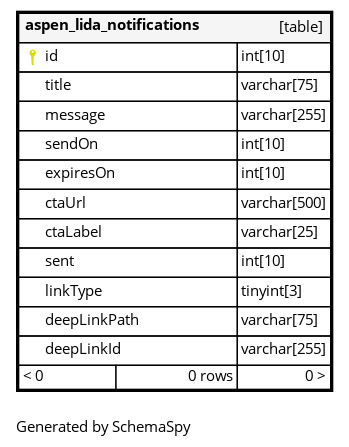 aspen_lida_notifications [table]
id int[10]
title varchar[75]
message varchar[255]
sendOn int[10]
expiresOn int[10]
ctaUrl varchar[500]
ctaLabel varchar[25]
sent int[10]
linkType tinyint[3]
deepLinkPath varchar[75]
deepLinkId varchar[255]
< 0 0 rows 0 >
Generated by SchemaSpy